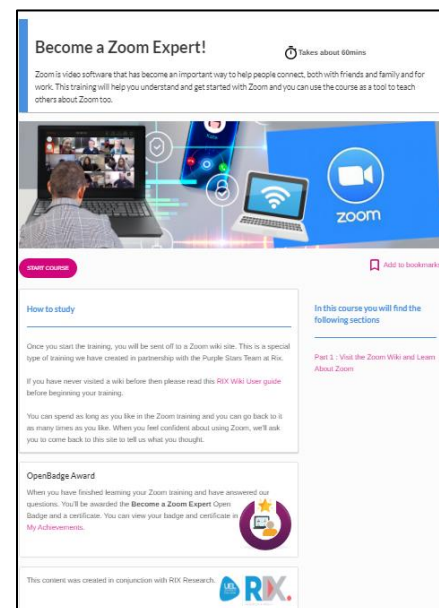 Become a Zoom Expert!
Takes about 60mins
Zoom is video software that has become an important way to help people connect, both with friends and family and for
work. This training will help you understand and get started with Zoom and you can use the course as a tool to teach
others about Zoom too.
zoom
START COURSE
Add to bookmark
How to study
Once you start the training, you will be sent off to a Zoom wiki site. This is a special
type of training we have created in partnership with the Purple Stars Team at Rix.
If you have never visited a wiki before then please read this RIX Wiki User guide
before beginning your training.
You can spend as long as you like in the Zoom training and you can go back to it
as many times as you like. When you feel confident about using Zoom, we'll ask
you to come back to this site to tell us what you thought.
In this course you will find the
following sections
Part 1 : Visit the Zoom Wiki and Learn
About Zoom
OpenBadge Award
When you have finished learning your Zoom training and have answered our
questions. You'll be awarded the Become a Zoom Expert Open
Badge and a certificate. You can view your badge and certificate in
My Achievements.
This content was created in conjunction with RIX Research.
UEL
RIX.